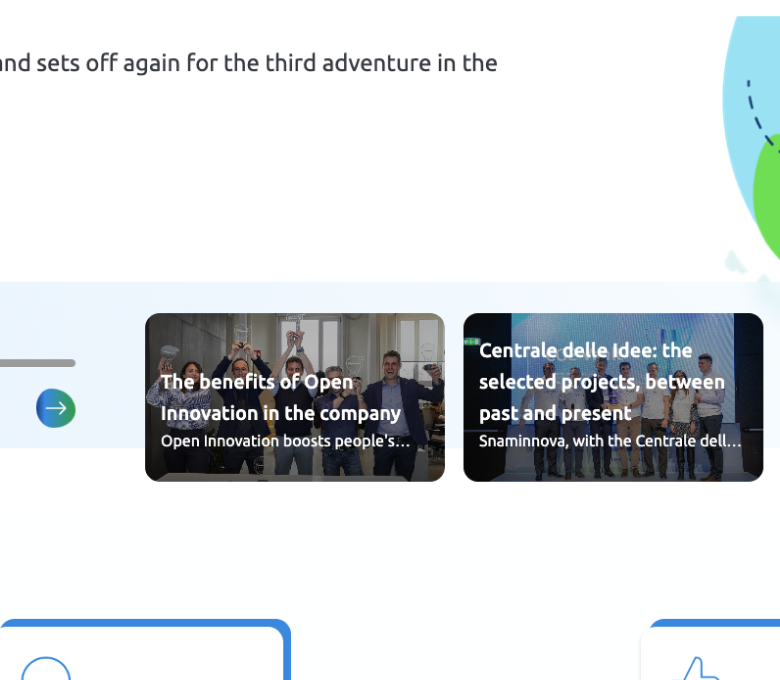 and sets off again for the third adventure in the
The benefits of Open
Innovation in the company
Open Innovation boosts people's...
Centrale delle Idee: the
selected projects, between
past and present
Snaminnova, with the Centrale dell...